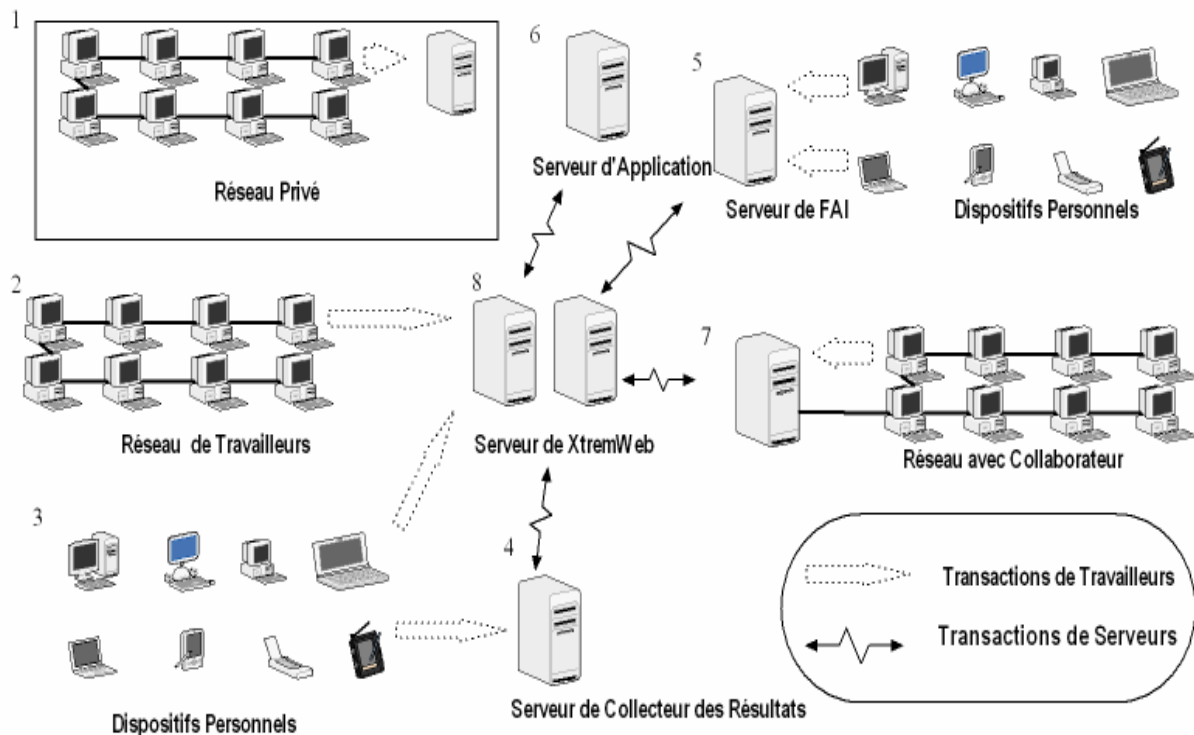 1
6
5
Réseau Privé
Serveur d'Application
Serveur de FAI
Dispositifs Personnels
2
8
7
Réseau de Travailleurs
Serveur de XtremWeb
Réseau avec Collaborateur
3
4
Transactions de Travailleurs
Transactions de Serveurs
Dispositifs Personnels
Serveur de Collecteur des Résultats